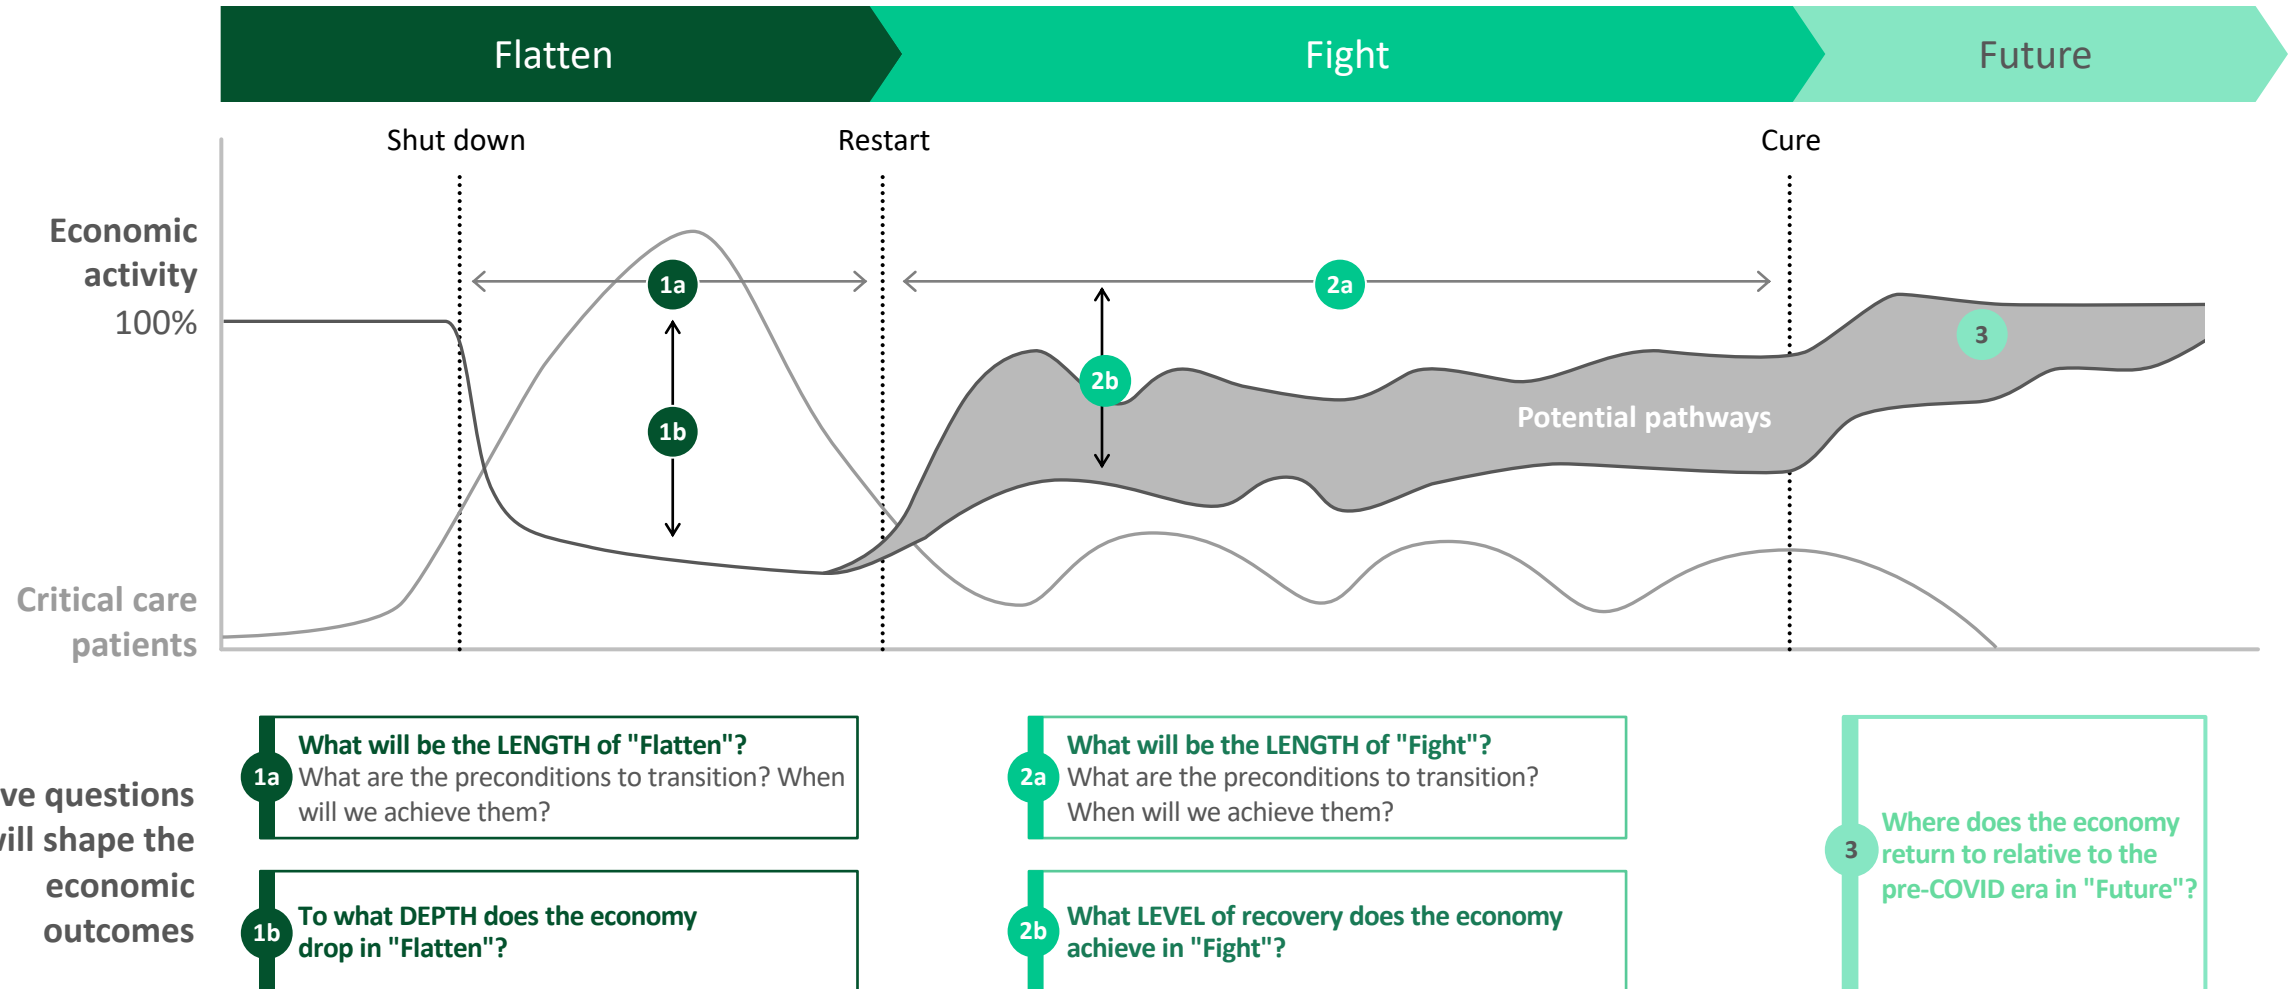 Flatten
Fight
Future
Shut down
Restart
Cure
Economic
activity
100%
1a
2a
1b
2b
3
Potential pathways
Critical care
patients
questions
shape the
economic
outcomes
1a
What will be the LENGTH of "Flatten"?
What are the preconditions to transition? When
will we achieve them?
1b
To what DEPTH does the economy
drop in "Flatten"?
2a
What will be the LENGTH of "Fight"?
What are the preconditions to transition?
When will we achieve them?
2b
What LEVEL of recovery does the economy
achieve in "Fight"?
3
Where does the economy
return to relative to the
pre-COVID era in "Future"?